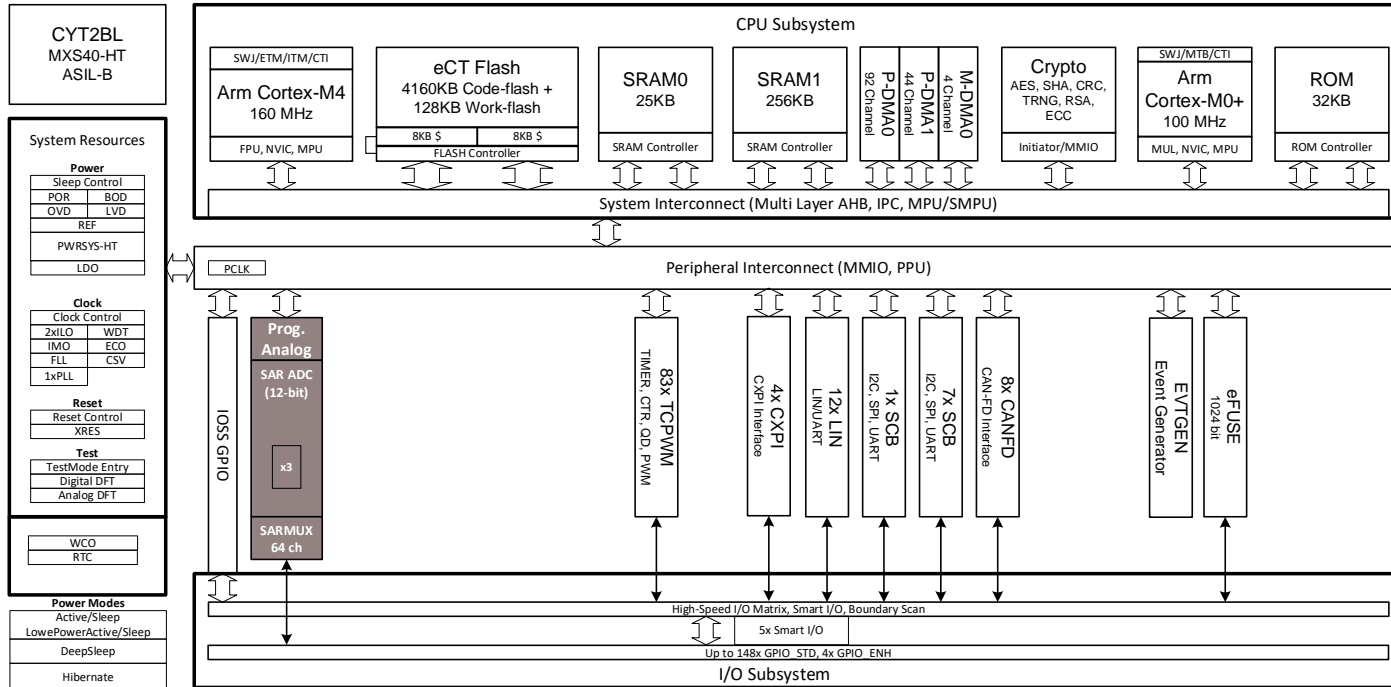 CYT2BL
MXS40-HT
ASIL-B
System Resources
Power
Sleep Control
POR BOD
OVD LVD
REF
PWRSYS-HT
LDO
Clock
Clock Control
2xILO WDT
IMO ECO
FLL CSV
1xPLL
Reset
Reset Control
XRES
Test
TestMode Entry
Digital DFT
Analog DFT
WCO
RTC
Power Modes
Active/Sleep
LowePowerActive/Sleep
DeepSleep
Hibernate
CPU Subsystem
SWJ/ETM/ITM/CTI
Arm Cortex-M4
160 MHz
FPU, NVIC, MPU
eCT Flash
4160KB Code-flash +
128KB Work-flash
8KB $ 8KB $
FLASH Controller
SRAM0
25KB
SRAM Controller
SRAM1
256KB
SRAM Controller
P-DMA0
92 Channel
P-DMA1
44 Channel
M-DMA0
4 Channel
Crypto
AES, SHA, CRC,
TRNG, RSA,
ECC
Initiator/MMIO
SWJ/MTB/CTI
Arm
Cortex-M0+
100 MHz
MUL, NVIC, MPU
ROM
32KB
ROM Controller
System Interconnect (Multi Layer AHB, IPC, MPU/SMPU)
PCLK
Peripheral Interconnect (MMIO, PPU)
IOSS GPIO
Prog.
Analog
SAR ADC
(12-bit)
x3
SARMUX
64 ch
83x TCPWM
TIMER, CTR, QD, PWM
4x CXPI
CXPI Interface
12x LIN
LIN/UART
1x SCB
I2C, SPI, UART
7x SCB
I2C, SPI, UART
8x CANFD
CAN-FD Interface
EVTGEN
Event Generator
eFUSE
1024 bit
High-Speed I/O Matrix, Smart I/O, Boundary Scan
5x Smart I/O
Up to 148x GPIO_STD, 4x GPIO_ENH
I/O Subsystem